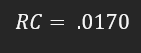 RC = .0170